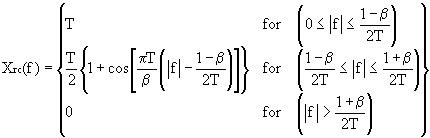 X_rc(f) = { T for (0 ≤ |f| ≤ (1−β)/(2T))
T/2 {1 + cos[πT/β (|f| − (1−β)/(2T))]} for ((1−β)/(2T) ≤ |f| ≤ (1+β)/(2T)) }
0 for (|f| > (1+β)/(2T))